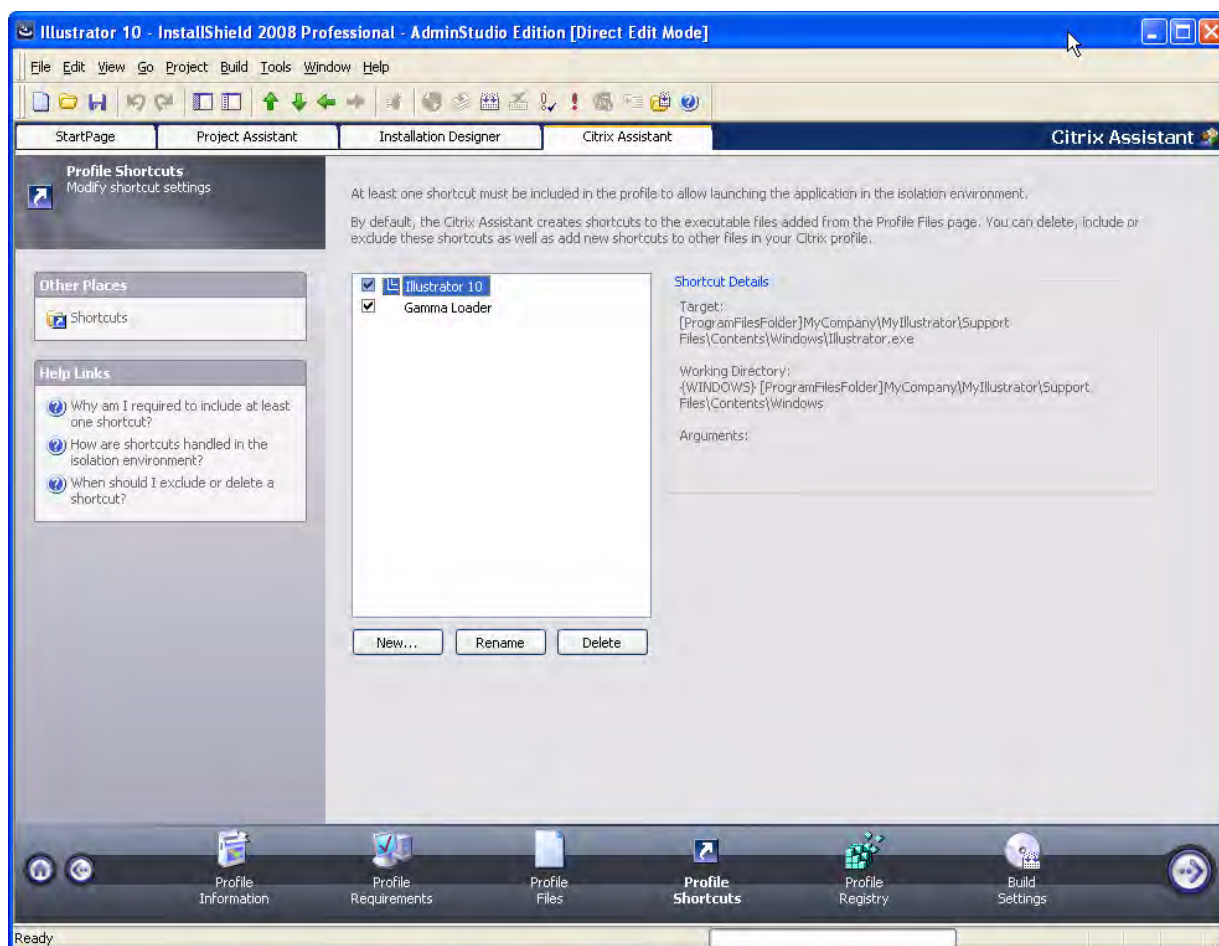 Illustrator 10 - InstallShield 2008 Professional - AdminStudio Edition [Direct Edit Mode]
File Edit View Go Project Build Tools Window Help
StartPage Project Assistant Installation Designer Citrix Assistant Citrix Assistant
Profile Shortcuts
Modify shortcut settings
Other Places
Shortcuts
Help Links
Why am I required to include at least
one shortcut?
How are shortcuts handled in the
isolation environment?
When should I exclude or delete a
shortcut?
At least one shortcut must be included in the profile to allow launching the application in the isolation environment.
By default, the Citrix Assistant creates shortcuts to the executable files added from the Profile Files page. You can delete, include or
exclude these shortcuts as well as add new shortcuts to other files in your Citrix profile.
Illustrator 10
Gamma Loader
New... Rename Delete
Shortcut Details
Target:
[ProgramFilesFolder]MyCompany\MyIllustrator\Support
Files\Contents\Windows\Illustrator.exe
Working Directory:
{WINDOWS} [ProgramFilesFolder]MyCompany\MyIllustrator\Support
Files\Contents\Windows
Arguments:
Profile
Information
Profile
Requirements
Profile
Files
Profile
Shortcuts
Profile
Registry
Build
Settings
Ready